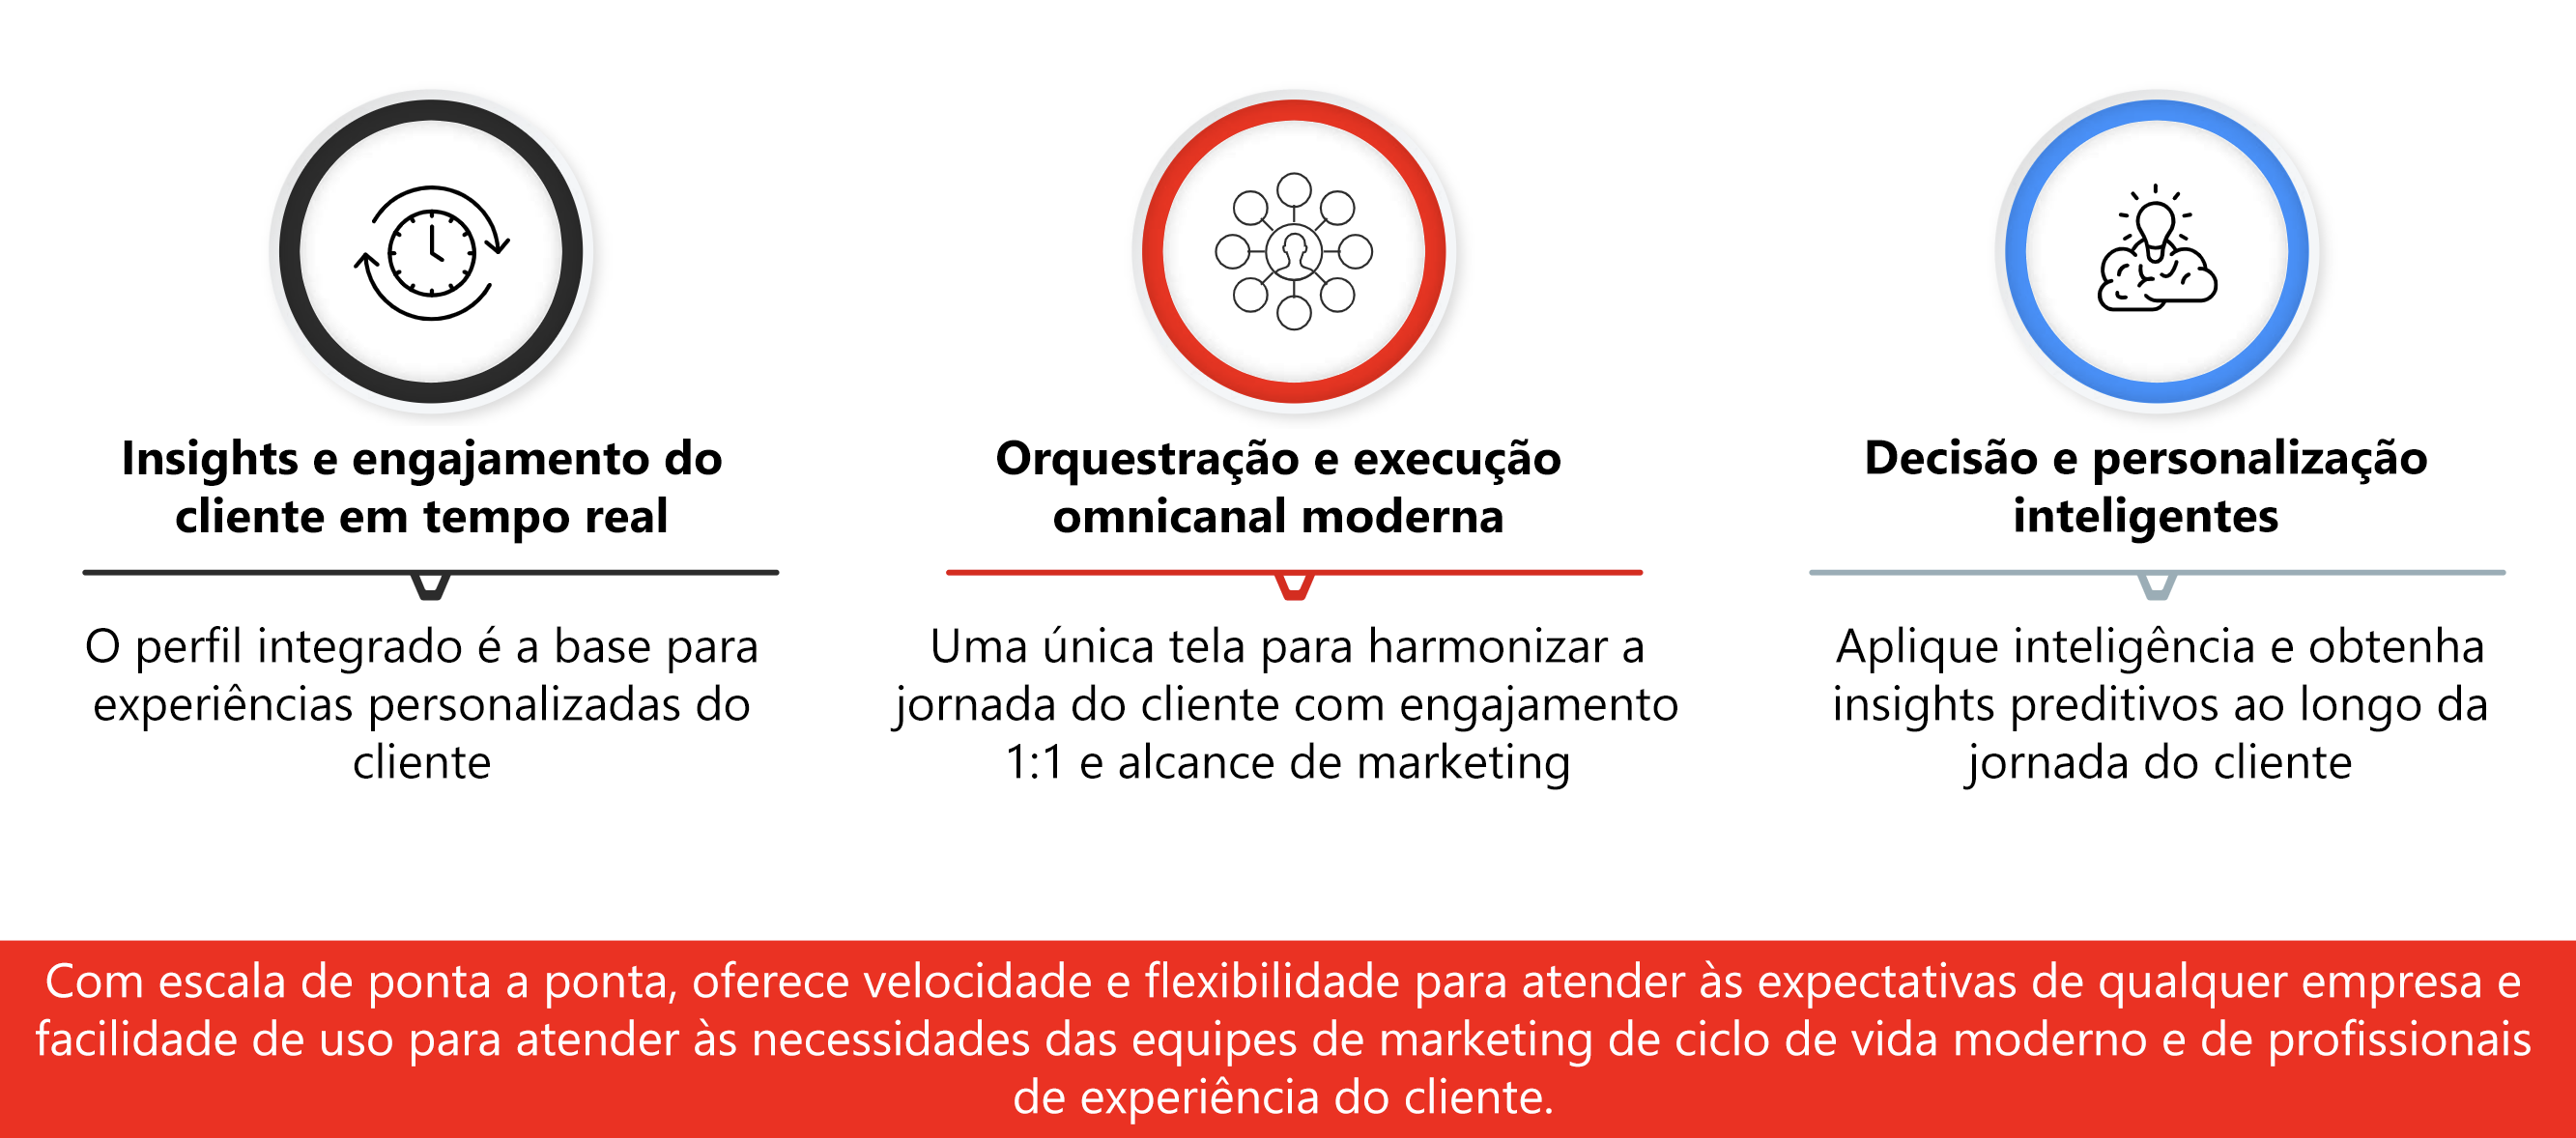 Insights e engajamento do
cliente em tempo real
O perfil integrado é a base para
experiências personalizadas do
cliente
Orquestração e execução
omnicanal moderna
Uma única tela para harmonizar a
jornada do cliente com engajamento
1:1 e alcance de marketing
Decisão e personalização
inteligentes
Aplique inteligência e obtenha
insights preditivos ao longo da
jornada do cliente
Com escala de ponta a ponta, oferece velocidade e flexibilidade para atender às expectativas de qualquer empresa e
facilidade de uso para atender às necessidades das equipes de marketing de ciclo de vida moderno e de profissionais
de experiência do cliente.